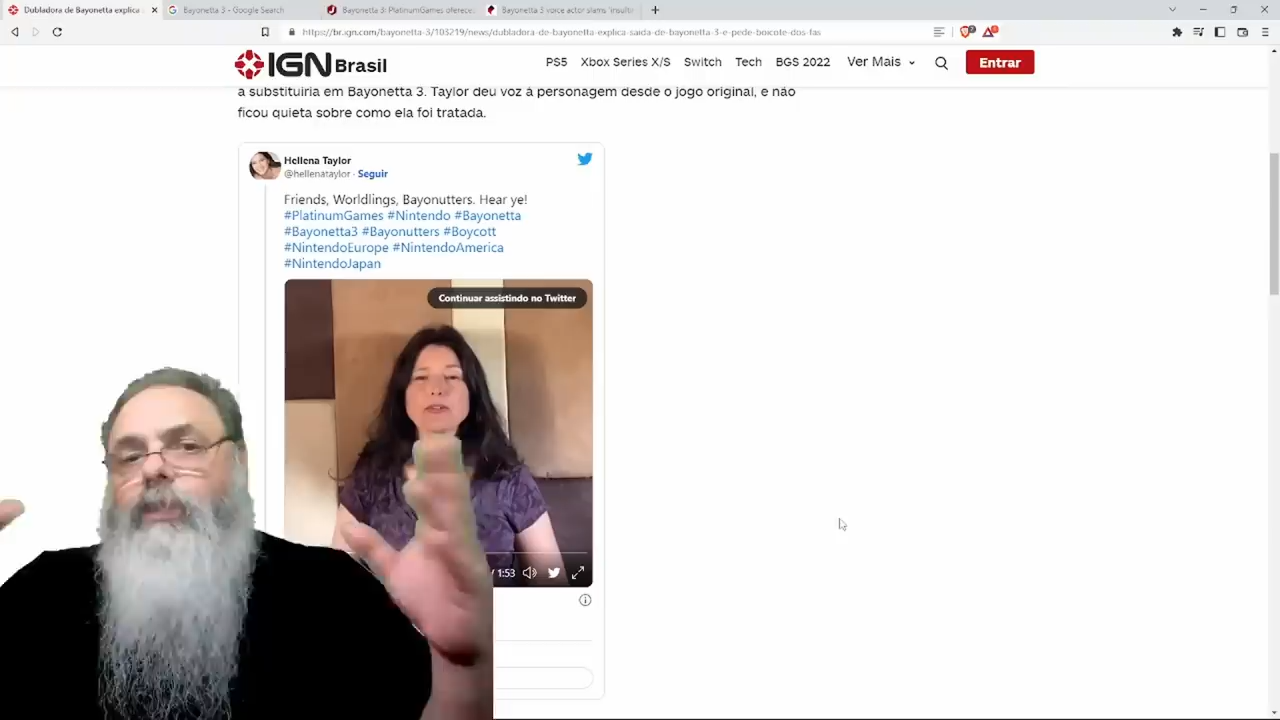 Dubladora de Bayonetta explica
Bayonetta 3 - Google Search
Bayonetta 3: PlatinumGames oferece
Bayonetta 3 voice actor slams 'insulti
https://br.ign.com/bayonetta-3/103219/news/dubladora-de-bayonetta-explica-saida-de-bayonetta-3-e-pede-boicote-dos-fas
IGN Brasil
PS5 Xbox Series X/S Switch Tech BGS 2022 Ver Mais
Entrar
a substituiria em Bayonetta 3. Taylor deu voz à personagem desde o jogo original, e não
ficou quieta sobre como ela foi tratada.
Hellena Taylor
@hellenataylor · Seguir
Friends, Worldlings, Bayonutters. Hear ye!
#PlatinumGames #Nintendo #Bayonetta
#Bayonetta3 #Bayonutters #Boycott
#NintendoEurope #NintendoAmerica
#NintendoJapan
Continuar assistindo no Twitter
/ 1:53